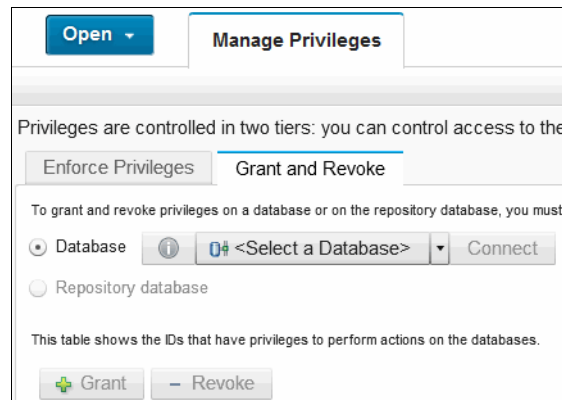 Open
Manage Privileges
Privileges are controlled in two tiers: you can control access to the
Enforce Privileges
Grant and Revoke
To grant and revoke privileges on a database or on the repository database, you must
Database <Select a Database> Connect
Repository database
This table shows the IDs that have privileges to perform actions on the databases.
Grant Revoke